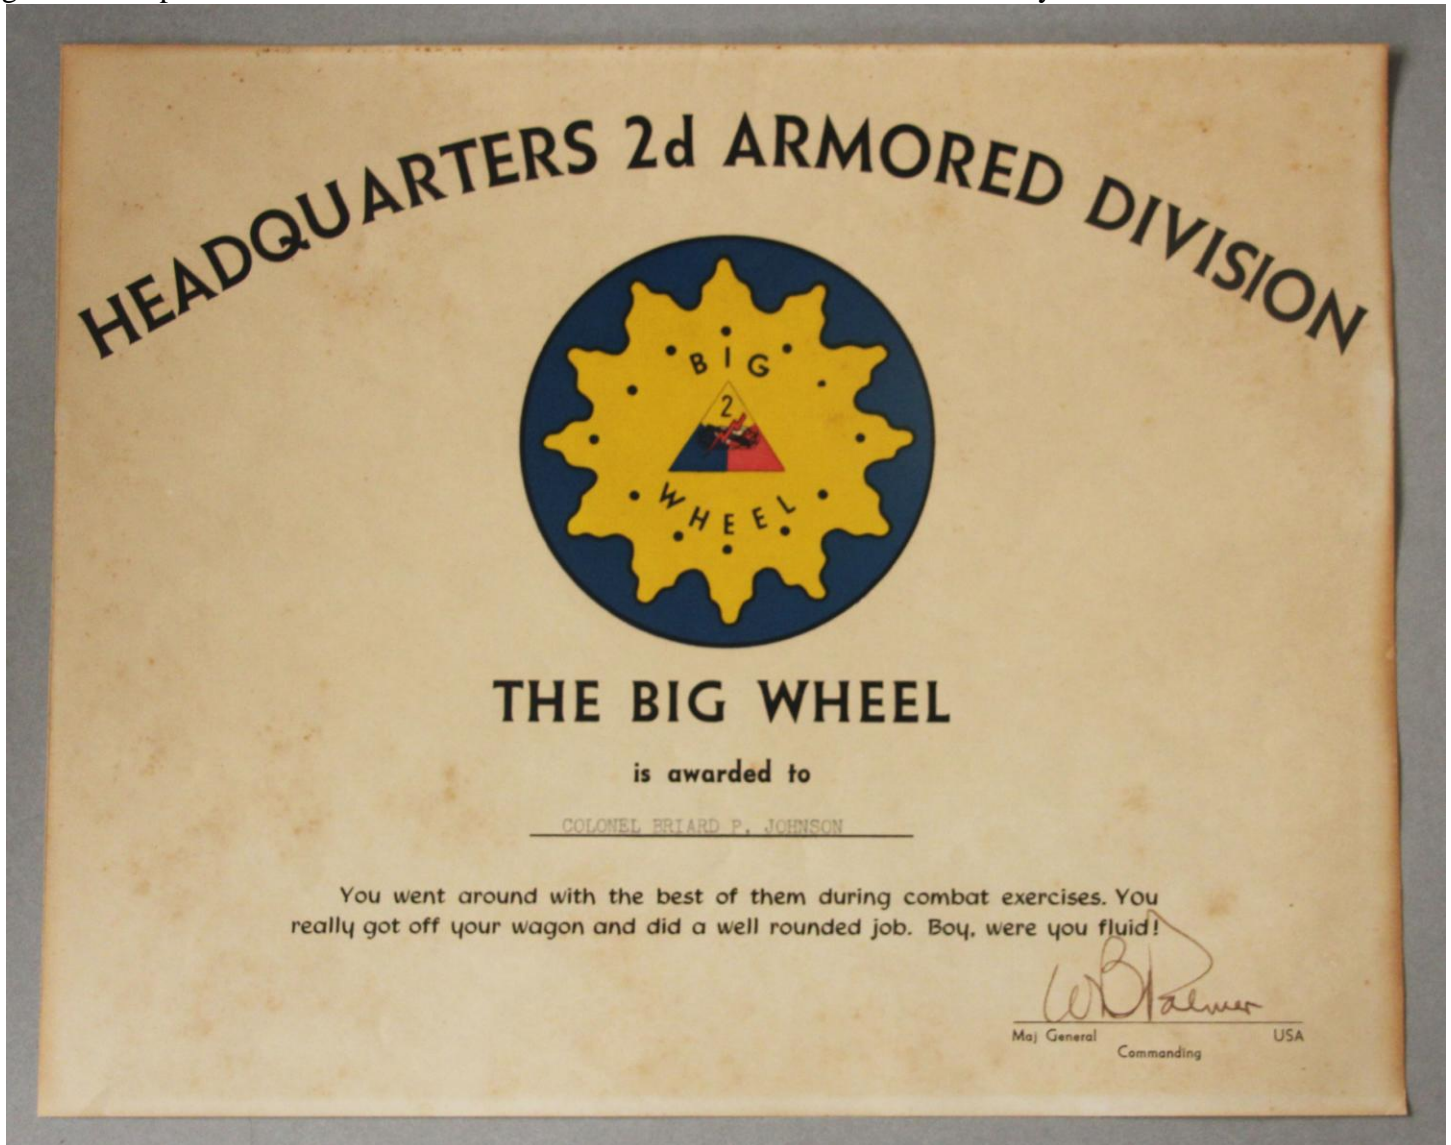 HEADQUARTERS 2d ARMORED DIVISION
BIG
2
WHEEL
THE BIG WHEEL
is awarded to
COLONEL BRIARD P. JOHNSON
You went around with the best of them during combat exercises. You
really got off your wagon and did a well rounded job. Boy, were you fluid!
WBPalmer
Maj General USA
Commanding